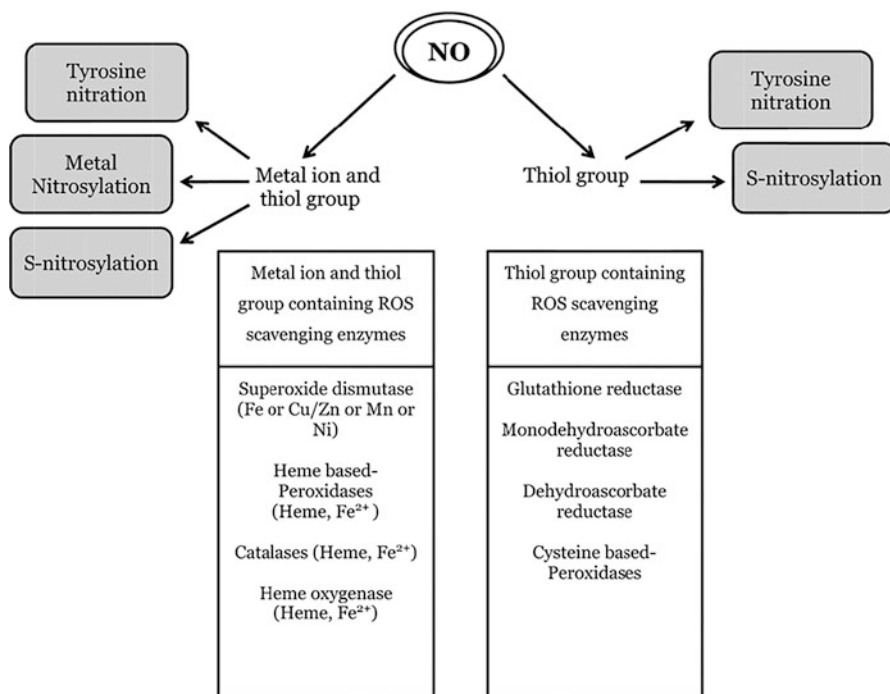 NO
Tyrosine
nitration
Metal
Nitrosylation
S-nitrosylation
Metal ion and
thiol group
Thiol group
Tyrosine
nitration
S-nitrosylation
Metal ion and thiol
group containing ROS
scavenging enzymes
Superoxide dismutase
(Fe or Cu/Zn or Mn or
Ni)
Heme based-
Peroxidases
(Heme, Fe²⁺ )
Catalases (Heme, Fe²⁺)
Heme oxygenase
(Heme, Fe²⁺)
Thiol group containing
ROS scavenging
enzymes
Glutathione reductase
Monodehydroascorbate
reductase
Dehydroascorbate
reductase
Cysteine based-
Peroxidases